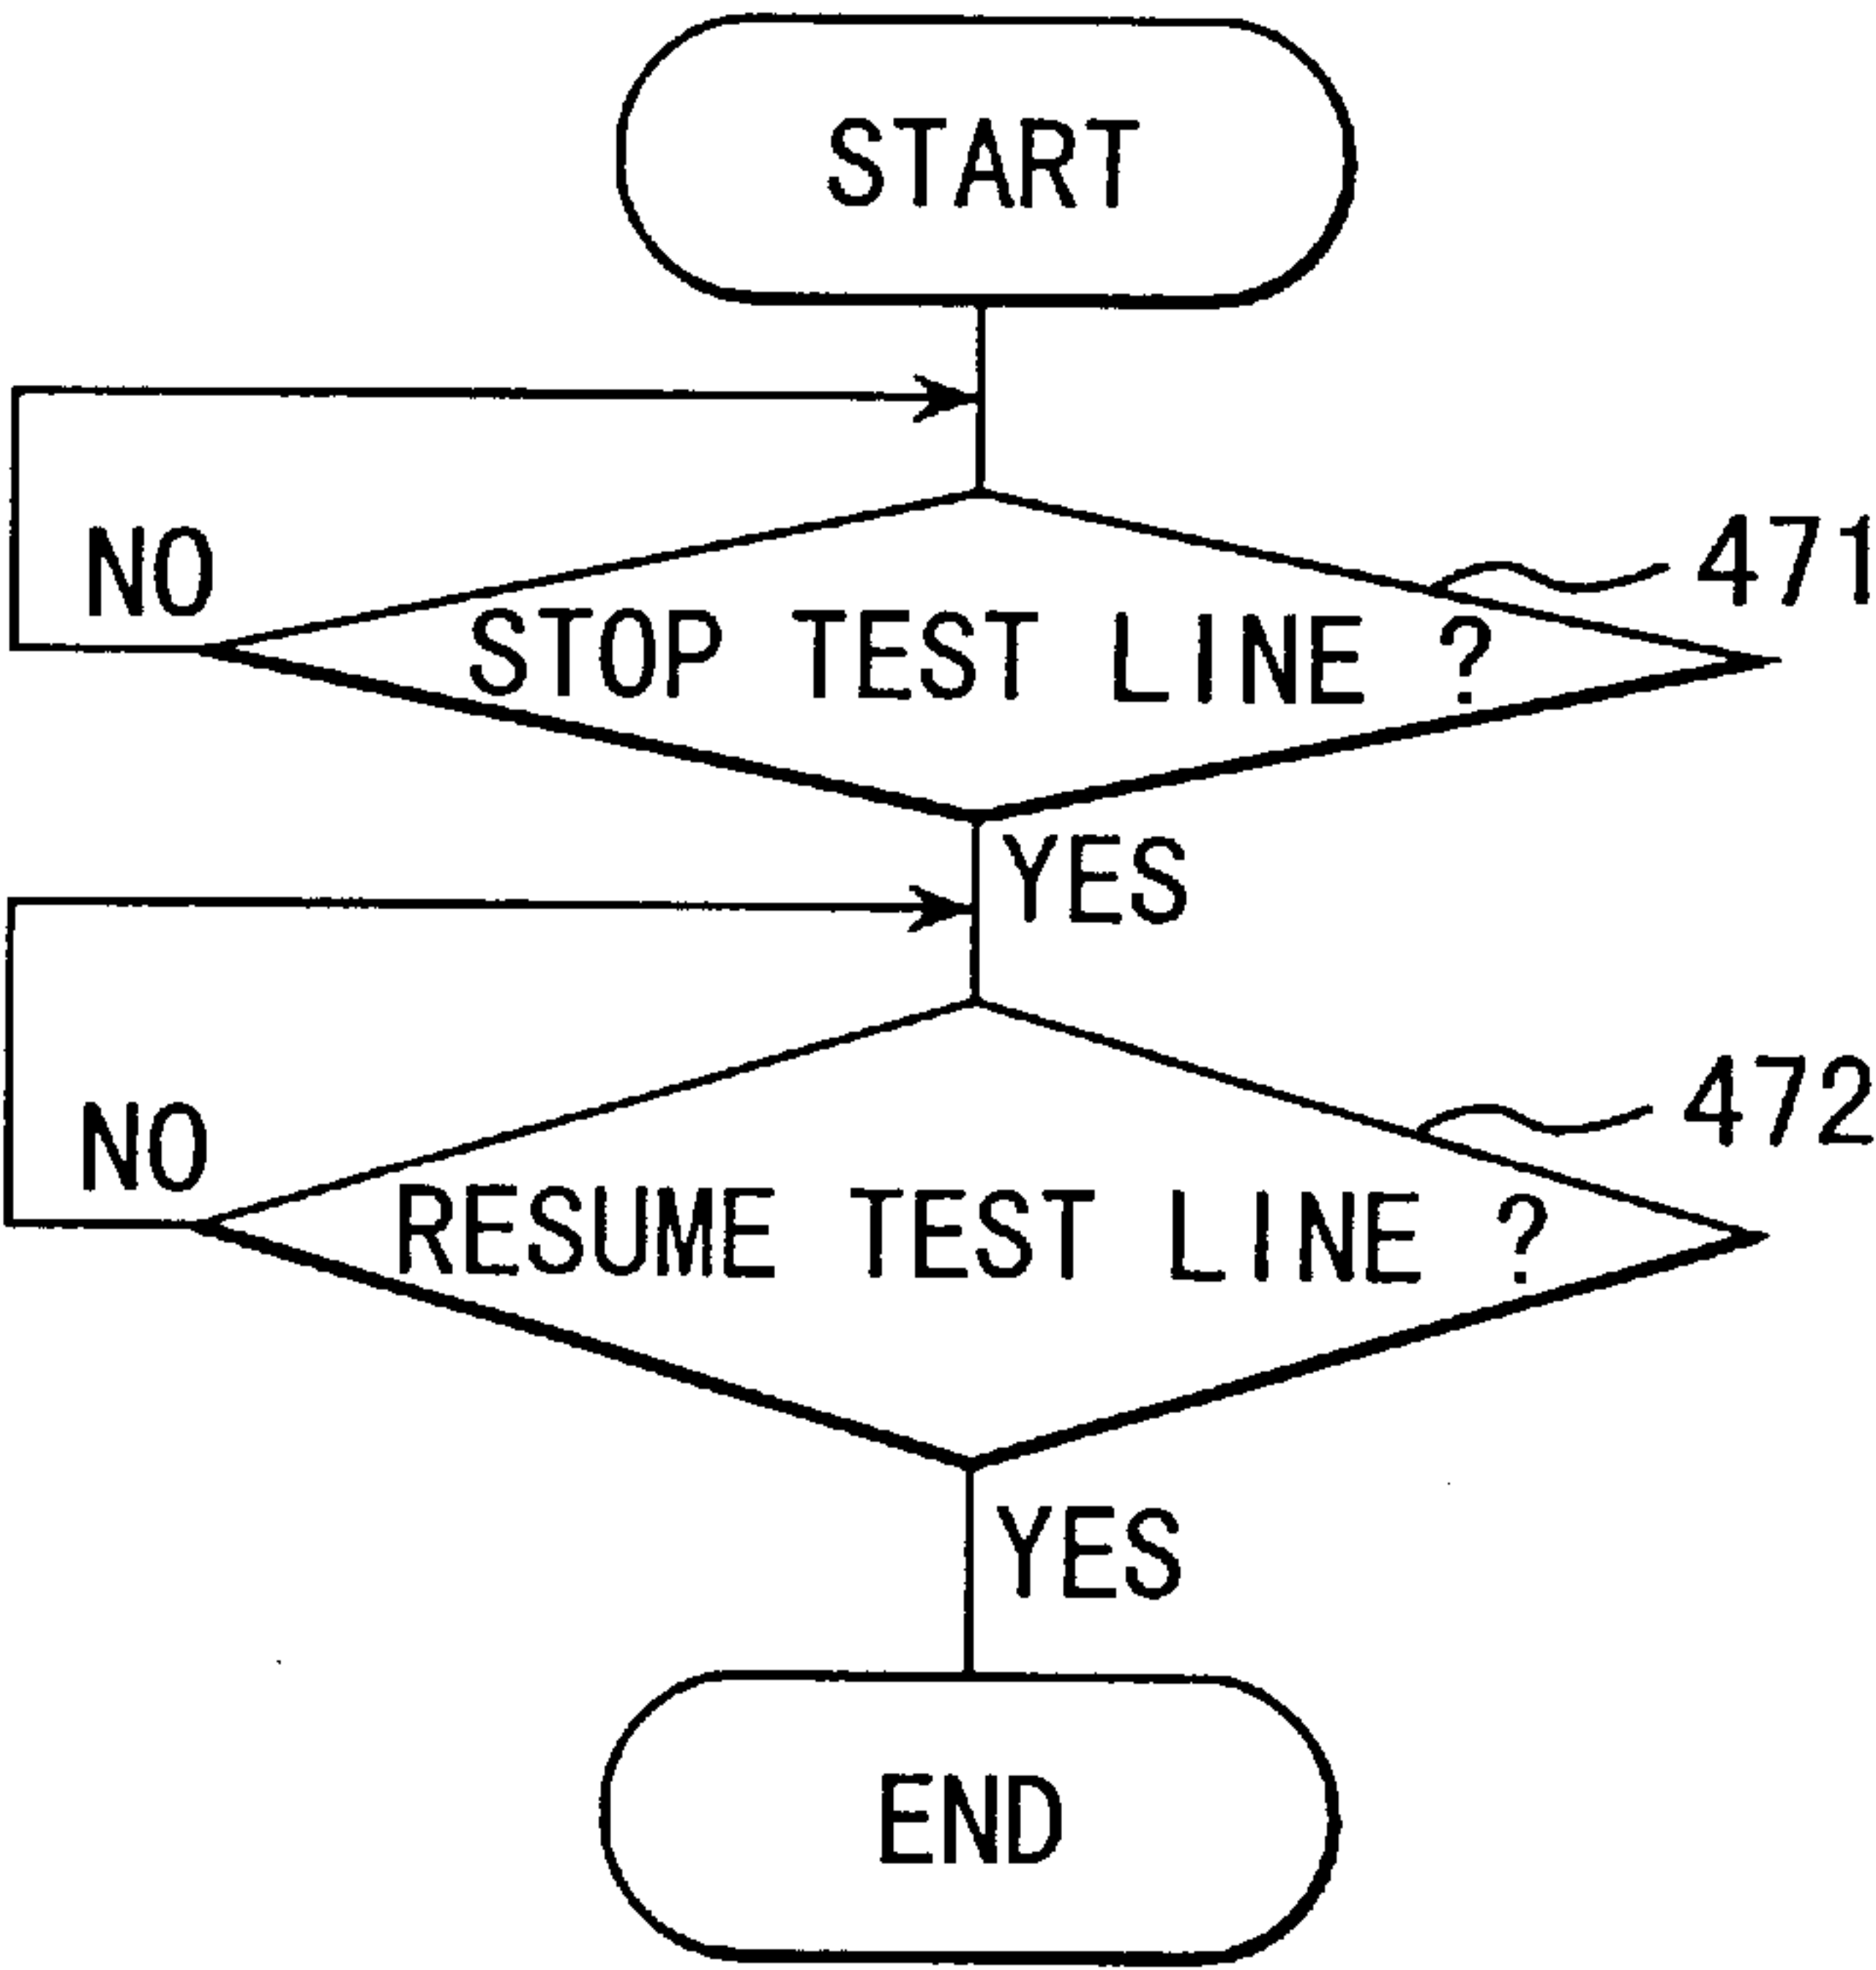 START
NO
471
STOP TEST LINE ?
YES
NO
472
RESUME TEST LINE ?
YES
END